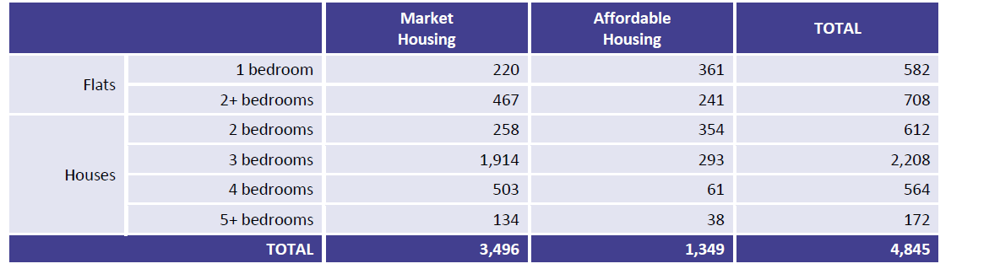 Market Housing Affordable Housing TOTAL
Flats 1 bedroom 220 361 582
2+ bedrooms 467 241 708
Houses 2 bedrooms 258 354 612
3 bedrooms 1,914 293 2,208
4 bedrooms 503 61 564
5+ bedrooms 134 38 172
TOTAL 3,496 1,349 4,845